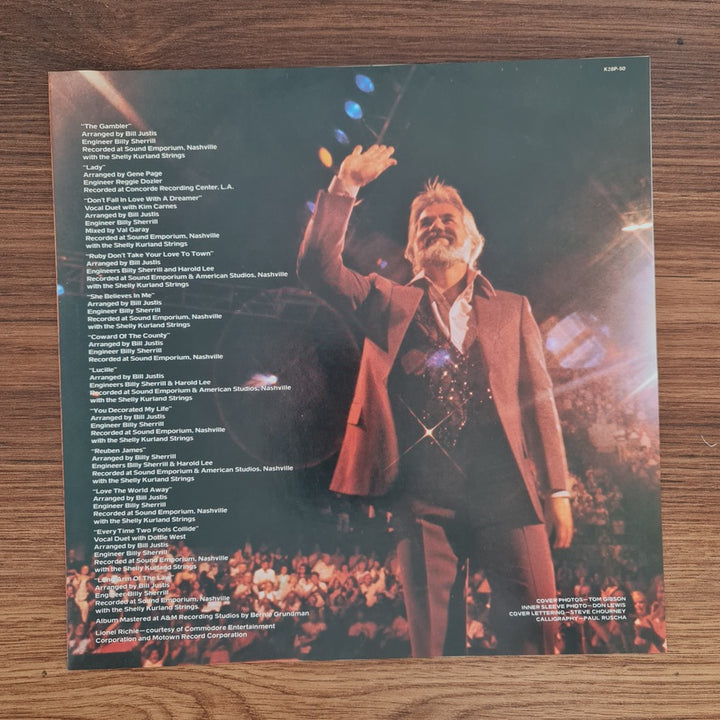 K28P-50
"The Gambler"
Arranged by Bill Justis
Engineer Billy Sherrill
Recorded at Sound Emporium, Nashville
with the Shelly Kurland Strings
"Lady"
Arranged by Gene Page
Engineer Reggie Dozier
Recorded at Concorde Recording Center, L.A.
"Don't Fall In Love With A Dreamer"
Vocal Duet with Kim Carnes
Arranged by Bill Justis
Engineer Billy Sherrill
Mixed by Val Garay
Recorded at Sound Emporium, Nashville
with the Shelly Kurland Strings
"Ruby Don't Take Your Love To Town"
Arranged by Bill Justis
Engineers Billy Sherrill and Harold Lee
Recorded at Sound Emporium & American Studios, Nashville
with the Shelly Kurland Strings
"She Believes In Me"
Arranged by Bill Justis
Engineer Billy Sherrill
Recorded at Sound Emporium, Nashville
with the Shelly Kurland Strings
"Coward Of The County"
Arranged by Bill Justis
Engineer Billy Sherrill
Recorded at Sound Emporium, Nashville
"Lucille"
Arranged by Bill Justis
Engineers Billy Sherrill & Harold Lee
Recorded at Sound Emporium & American Studios, Nashville
with the Shelly Kurland Strings
"You Decorated My Life"
Arranged by Bill Justis
Engineer Billy Sherrill
Recorded at Sound Emporium, Nashville
with the Shelly Kurland Strings
"Reuben James"
Arranged by Billy Sherrill
Engineers Billy Sherrill & Harold Lee
Recorded at Sound Emporium & American Studios, Nashville
with the Shelly Kurland Strings
"Love The World Away"
Arranged by Bill Justis
Engineer Billy Sherrill
Recorded at Sound Emporium, Nashville
with the Shelly Kurland Strings
"Every Time Two Fools Collide"
Vocal Duet with Dottie West
Arranged by Bill Justis
Engineer Billy Sherrill
Recorded at Sound Emporium, Nashville
with the Shelly Kurland Strings
"Long Arm Of The Law"
Arranged by Bill Justis
Engineer Billy Sherrill
Recorded at Sound Emporium, Nashville
with the Shelly Kurland Strings
Album Mastered at A&M Recording Studios by Bernie Grundman
Lionel Richie—courtesy of Commodore Entertainment
Corporation and Motown Record Corporation
COVER PHOTOS—TOM GIBSON
INNER SLEEVE PHOTO—DON LEWIS
COVER LETTERING—STEVE CHOURNEY
CALLIGRAPHY—PAUL RUSCHA